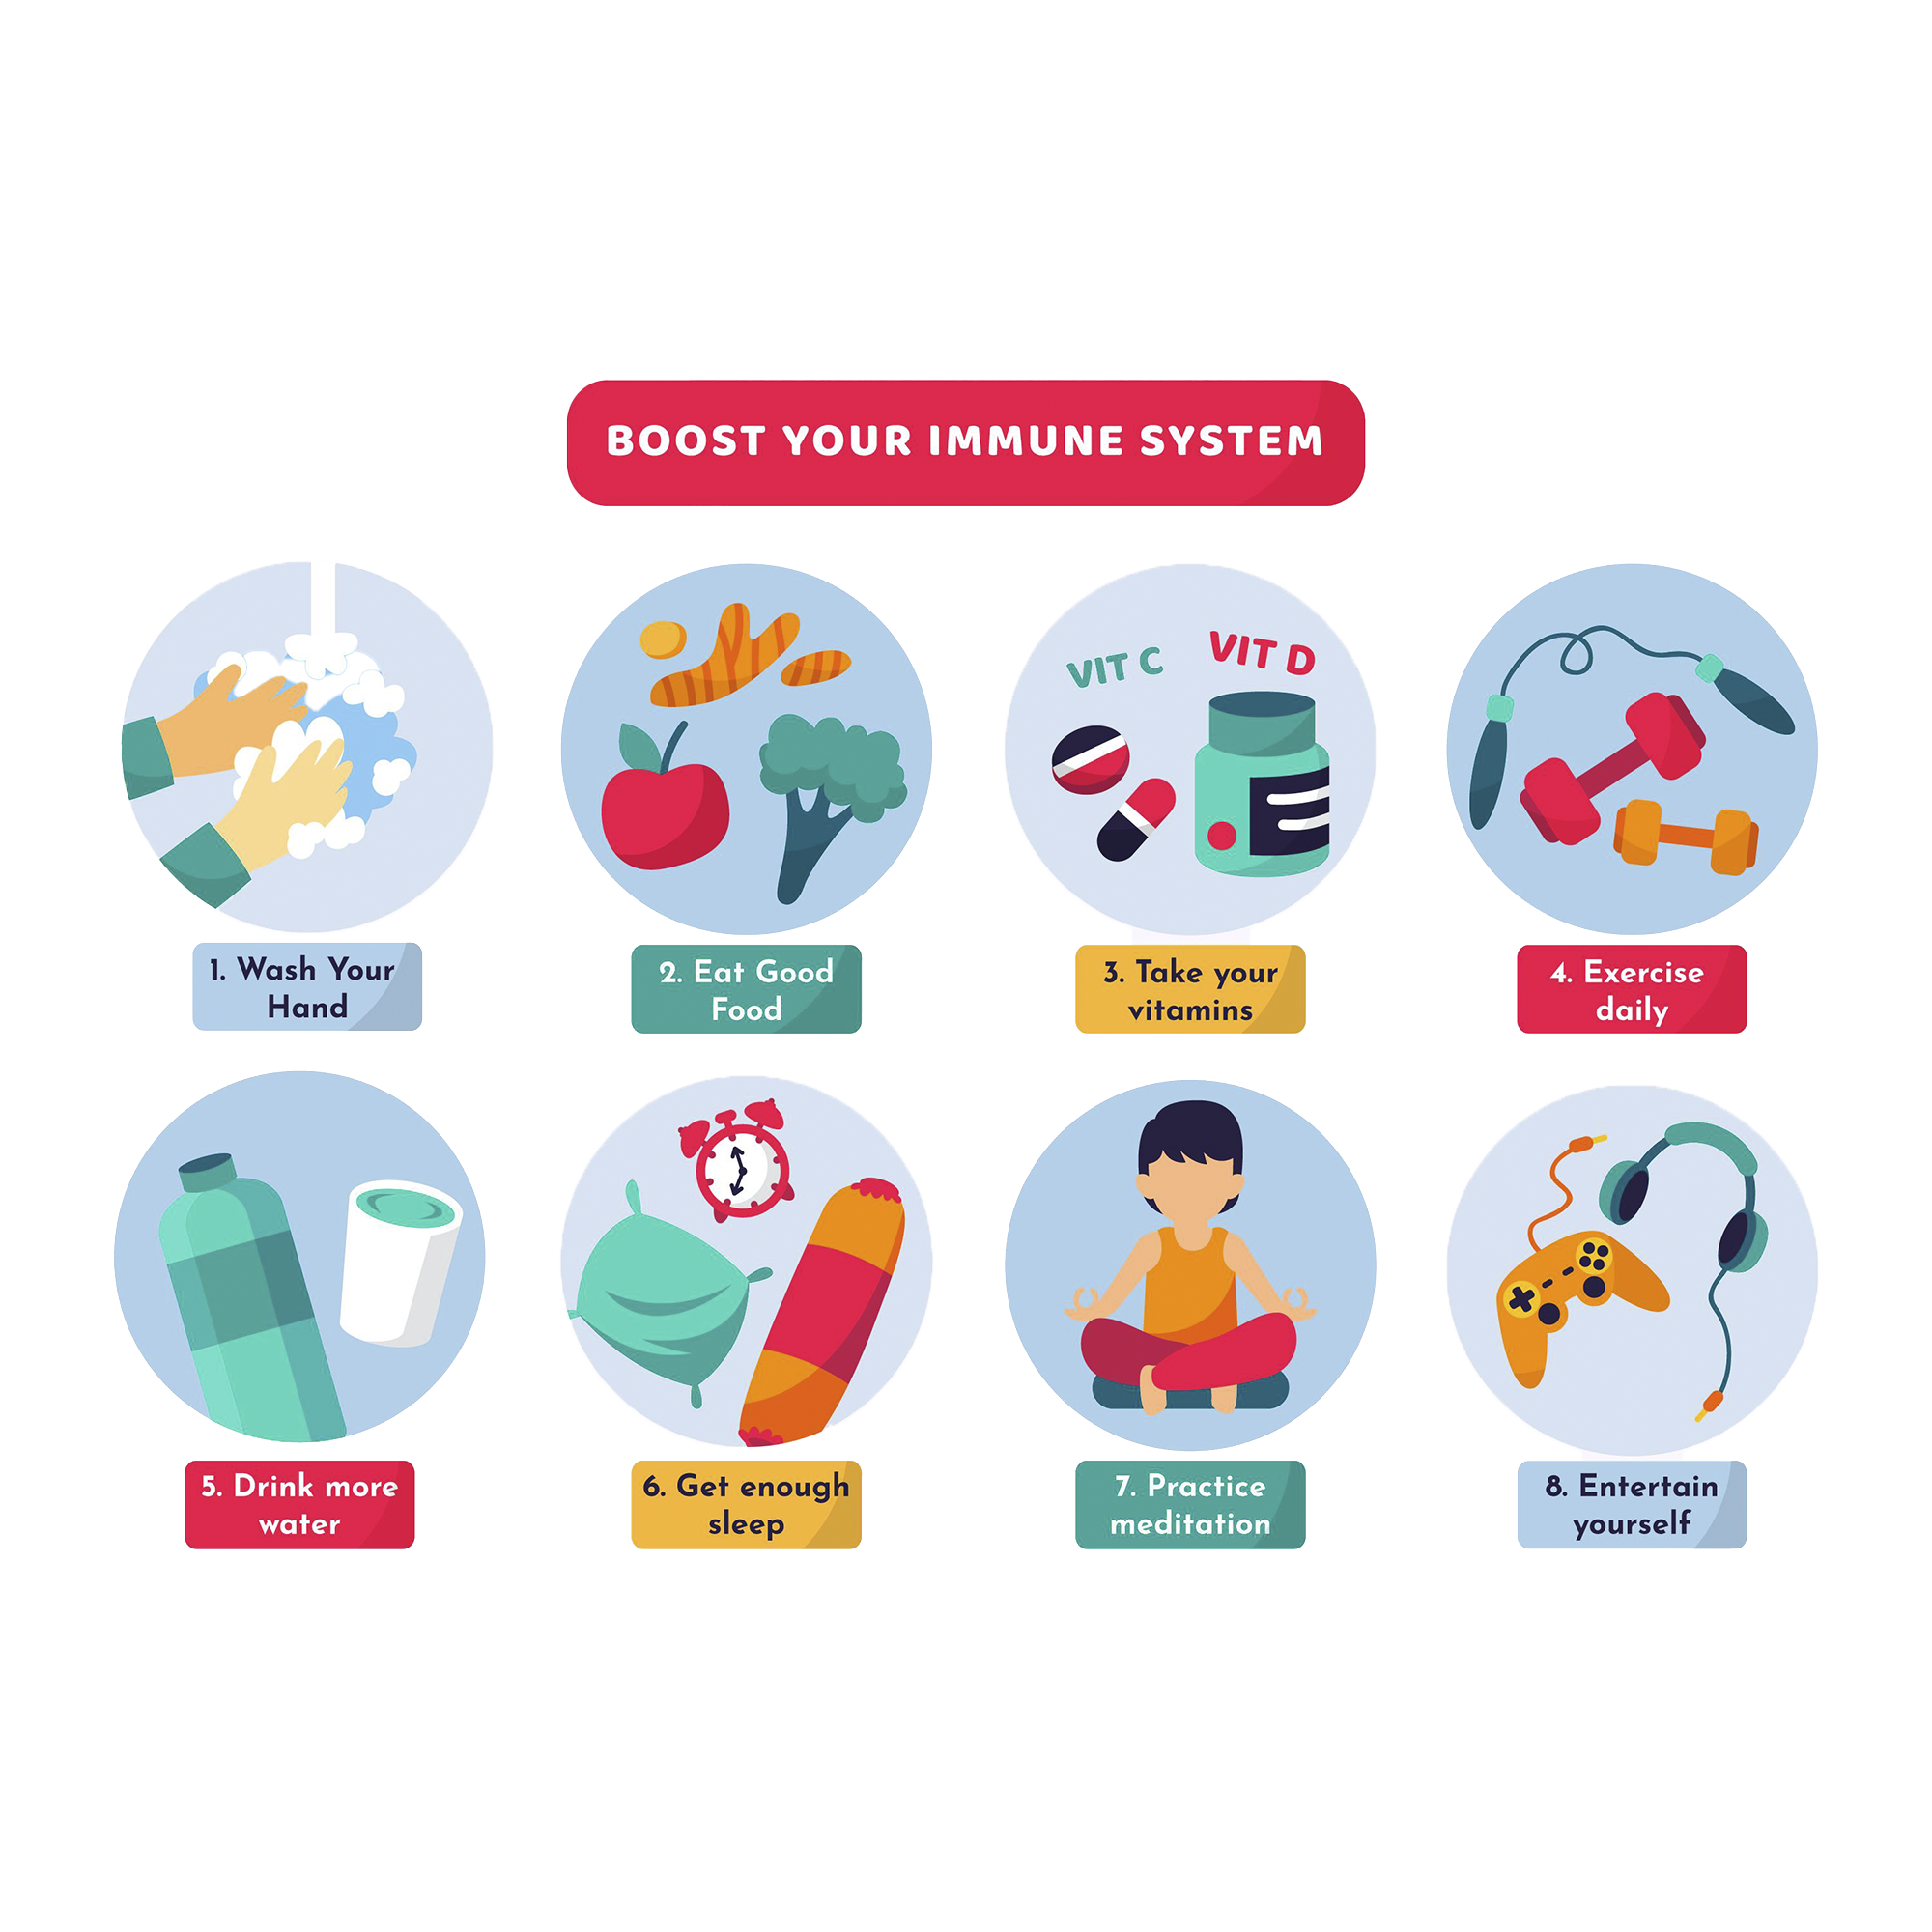 BOOST YOUR IMMUNE SYSTEM
VIT C
VIT D
1. Wash Your
Hand
2. Eat Good
Food
3. Take your
vitamins
4. Exercise
daily
5. Drink more
water
6. Get enough
sleep
7. Practice
meditation
8. Entertain
yourself